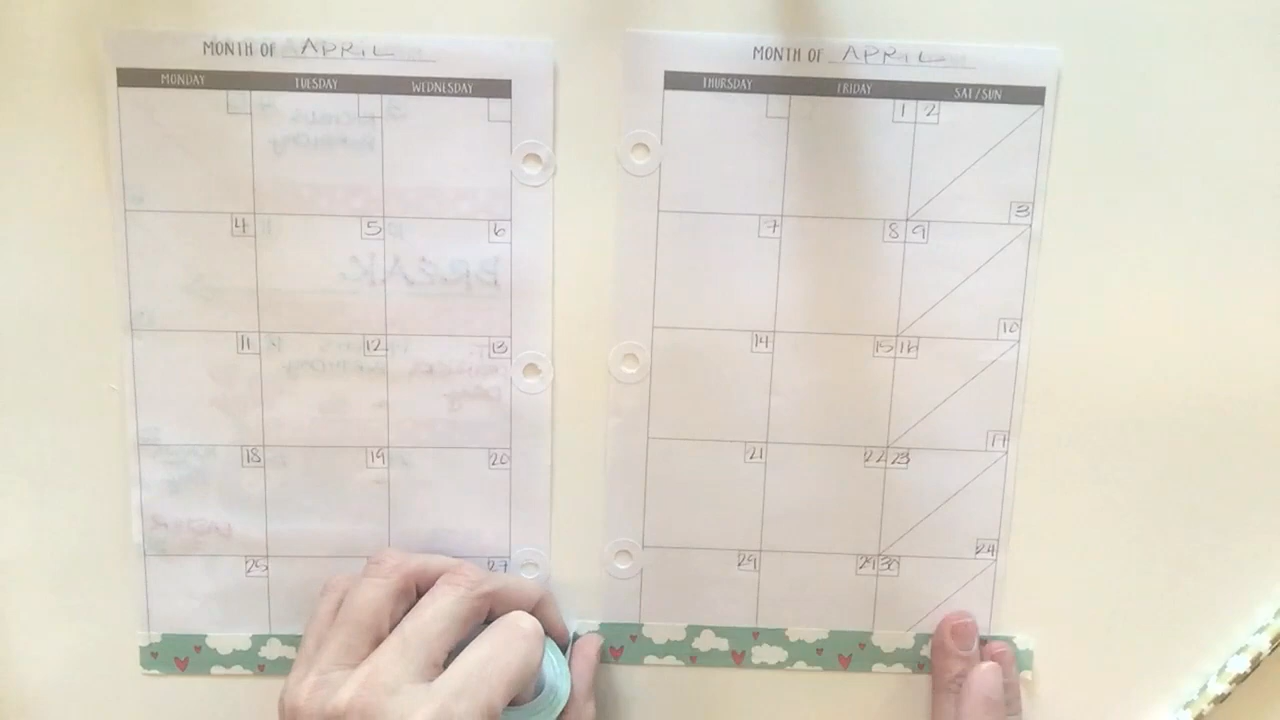 MONTH OF APRIL
MONDAY TUESDAY WEDNESDAY
4 5 6
11 12 13
18 19 20
25 27
MONTH OF APRIL
THURSDAY FRIDAY SAT/SUN
1 2
3
7 8 9
10
14 15 16
17
21 22 23
24
29 29 30